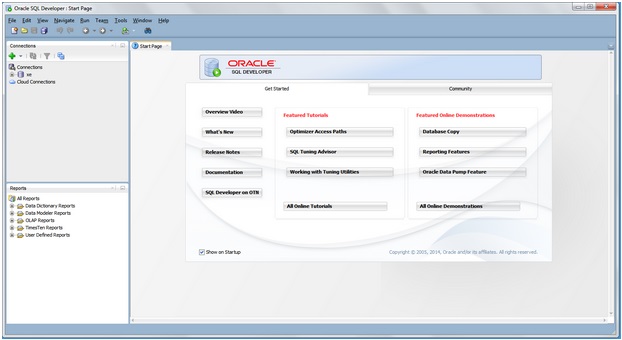 Oracle SQL Developer : Start Page
File Edit View Navigate Run Team Tools Window Help
Connections
Start Page
Connections
xe
Cloud Connections
ORACLE
SQL DEVELOPER
Get Started
Community
Overview Video
What's New
Release Notes
Documentation
SQL Developer on OTN
Featured Tutorials
Optimizer Access Paths
SQL Tuning Advisor
Working with Tuning Utilities
All Online Tutorials
Featured Online Demonstrations
Database Copy
Reporting Features
Oracle Data Pump Feature
All Online Demonstrations
Reports
All Reports
Data Dictionary Reports
Data Modeler Reports
OLAP Reports
TimesTen Reports
User Defined Reports
Show on Startup
Copyright © 2005, 2014, Oracle and/or its affiliates. All rights reserved.